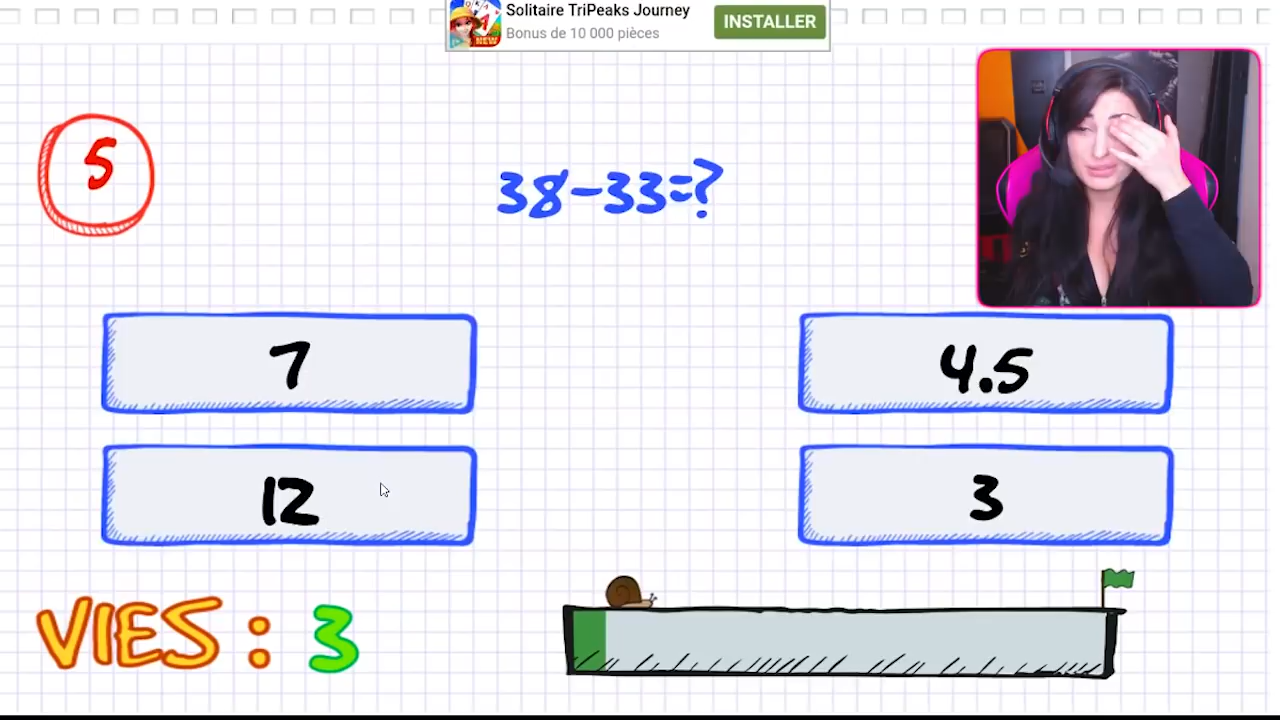 Solitaire TriPeaks Journey
Bonus de 10 000 pièces
INSTALLER
NEW
5
38-33=?
7
4.5
12
3
VIES : 3